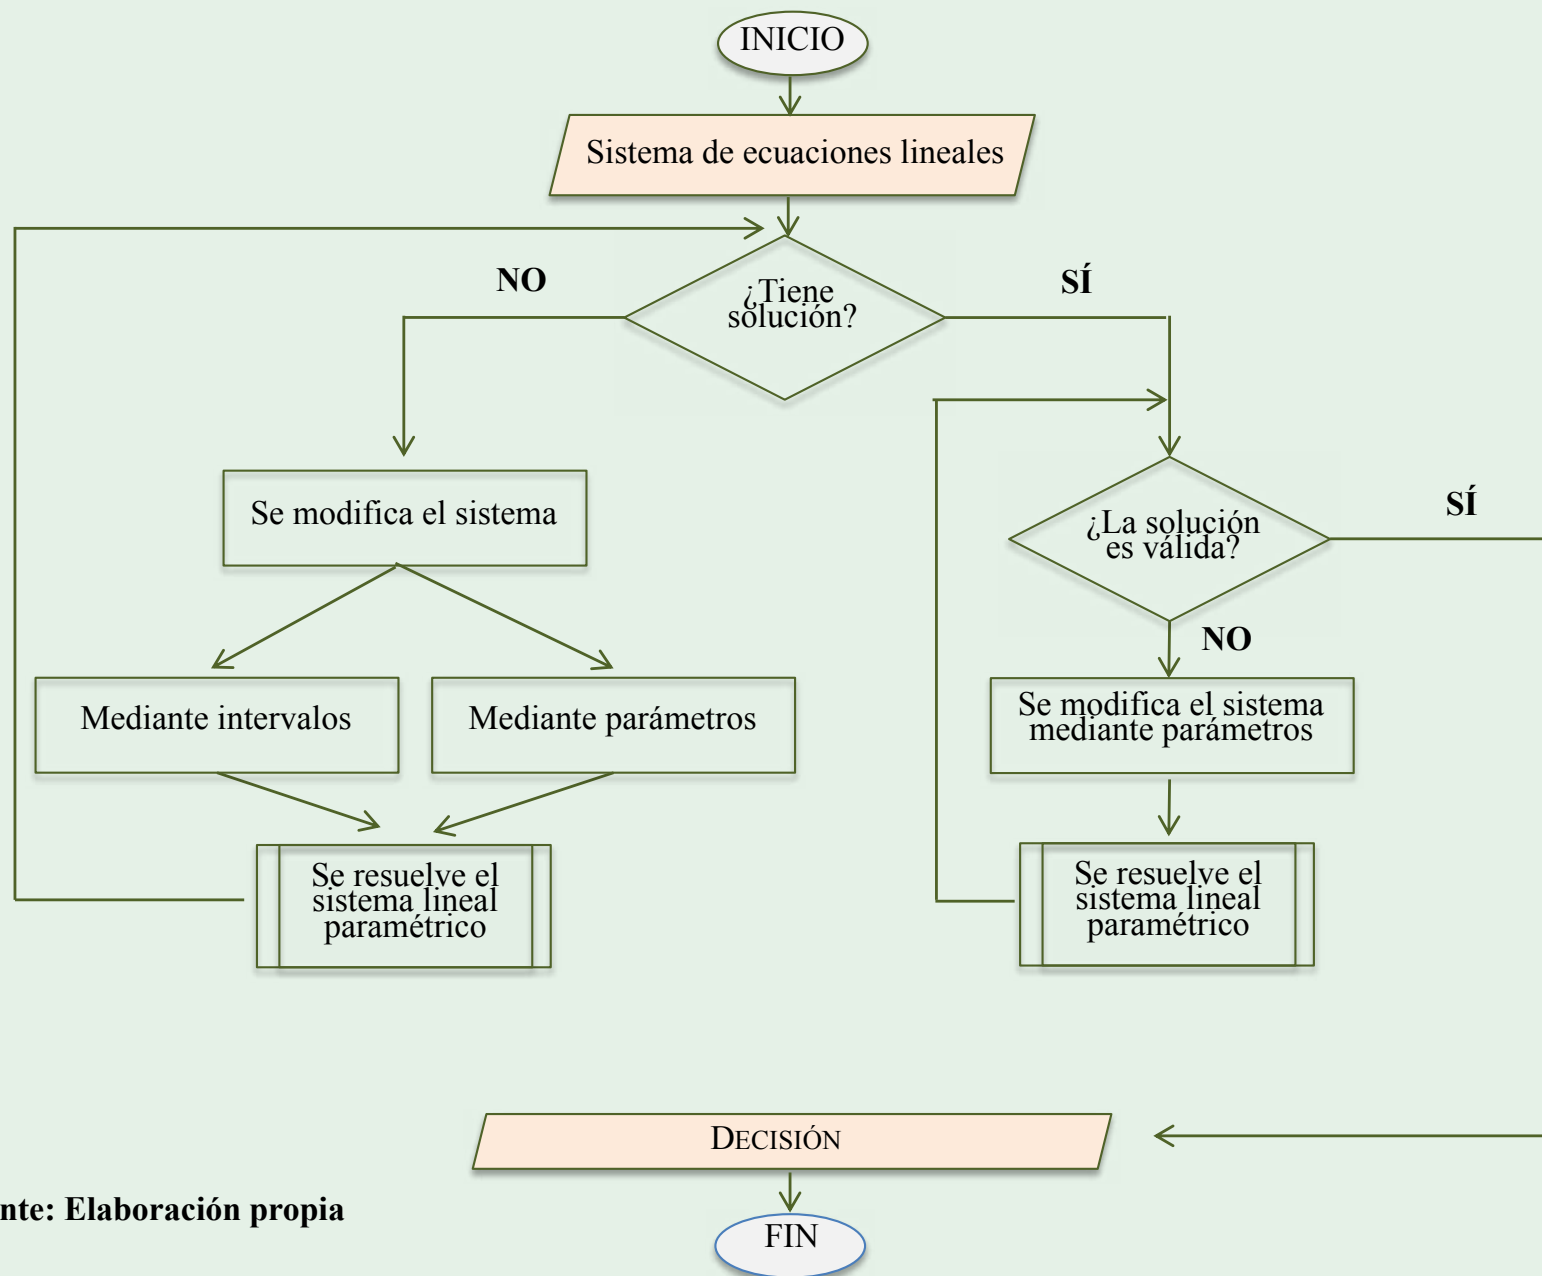 INICIO
Sistema de ecuaciones lineales
NO
SÍ
¿Tiene
solución?
Se modifica el sistema
¿La solución
es válida?
SÍ
NO
Mediante intervalos
Mediante parámetros
Se modifica el sistema
mediante parámetros
Se resuelve el
sistema lineal
paramétrico
Se resuelve el
sistema lineal
paramétrico
DECISIÓN
nte: Elaboración propia
FIN